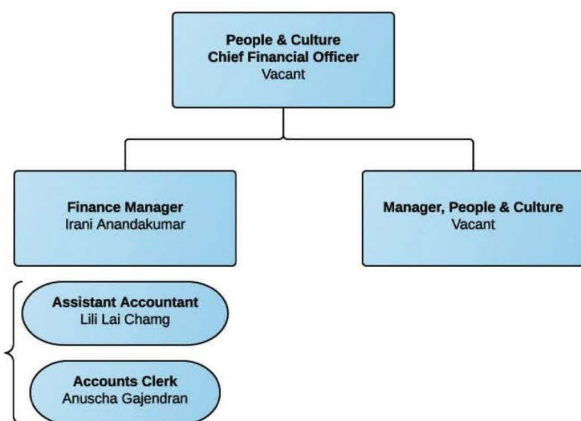 People & Culture
Chief Financial Officer
Vacant
Finance Manager
Irani Anandakumar
Manager, People & Culture
Vacant
Assistant Accountant
Lili Lai Chamg
Accounts Clerk
Anuscha Gajendran